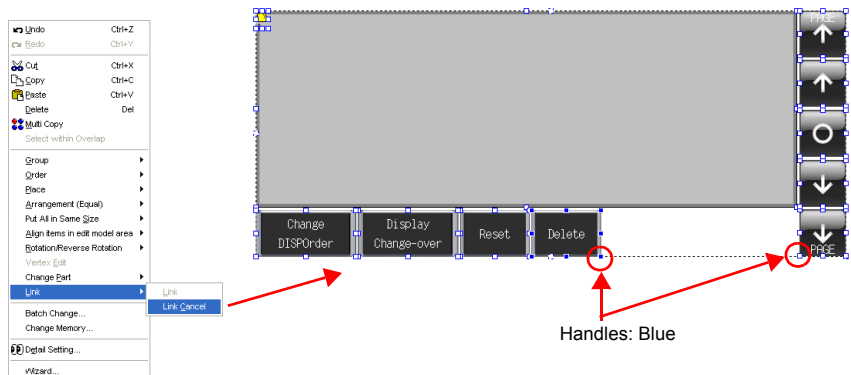 Undo Ctrl+Z
Redo Ctrl+Y
Cut Ctrl+X
Copy Ctrl+C
Paste Ctrl+V
Delete Del
Multi Copy
Select within Overlap
Group
Order
Place
Arrangement (Equal)
Put All in Same Size
Align items in edit model area
Rotation/Reverse Rotation
Vertex Edit
Change Part
Link
Link
Link Cancel
Batch Change...
Change Memory...
Detail Setting...
Wizard...
PAGE
Change
DISPOrder
Display
Change-over
Reset
Delete
PAGE
Handles: Blue